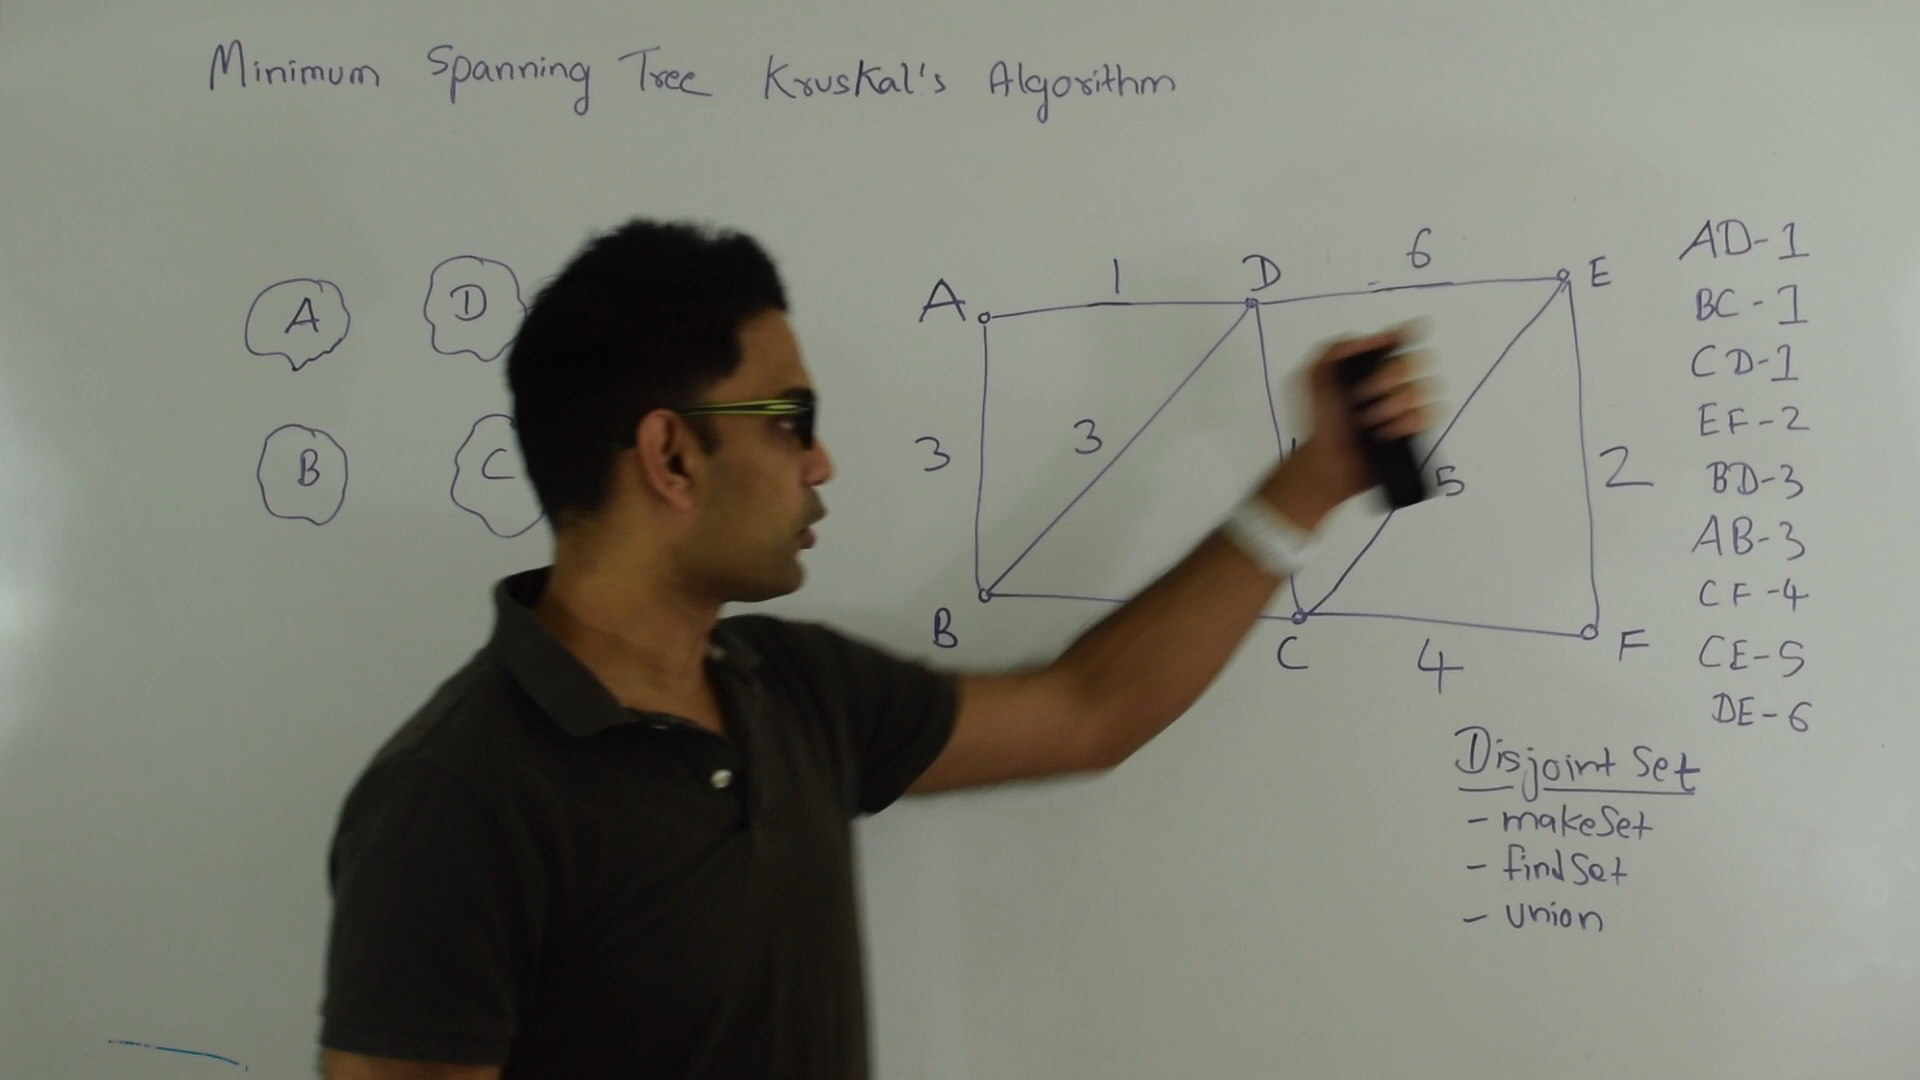 Minimum Spanning Tree Kruskal's Algorithm
A D
B C
A 1 D 6 E
3 3 5 2
B C 4 F
AD-1
BC-1
CD-1
EF-2
BD-3
AB-3
CF-4
CE-5
DE-6
Disjoint Set
- makeSet
- findSet
- union